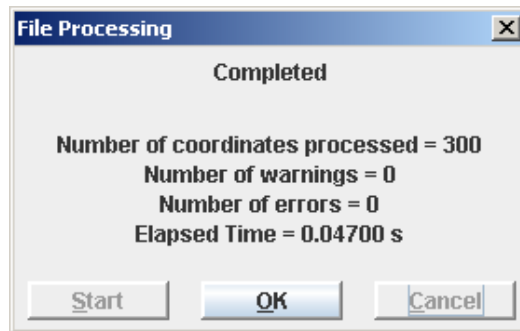 File Processing
Completed
Number of coordinates processed = 300
Number of warnings = 0
Number of errors = 0
Elapsed Time = 0.04700 s
Start OK Cancel